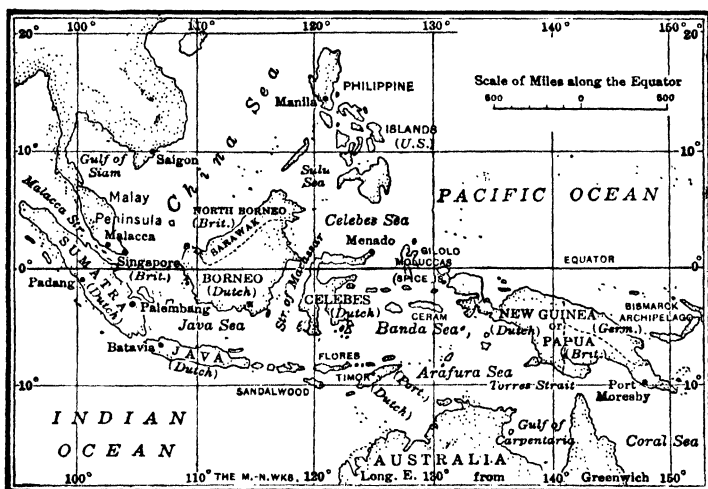 100° 110° 120° 130° 140° 150°
20° 20°
China Sea
PHILIPPINE
Manila
ISLANDS
(U.S.)
Scale of Miles along the Equator
500 0 500
10° 10°
Gulf of
Siam
Saigon
Sulu
Sea
PACIFIC OCEAN
Malacca Str.
Malay
Peninsula
Malacca
NORTH BORNEO
(Brit.)
SARAWAK
Celebes Sea
Menado
GILOLO
MOLUCCAS
(SPICE IS.)
EQUATOR
0° 0°
Singapore
(Brit.)
SUMATRA
(Dutch)
Padang
Palembang
BORNEO
(Dutch)
Str. of Macassar
CELEBES
(Dutch)
CERAM
Banda Sea
NEW GUINEA
(Dutch) or (Germ.)
PAPUA
(Brit.)
BISMARCK
ARCHIPELAGO
Java Sea
Batavia
JAVA
(Dutch)
FLORES
SANDALWOOD
TIMOR (Port.)
(Dutch)
Arafura Sea
Torres Strait
Port
Moresby
10° 10°
INDIAN
OCEAN
Gulf of
Carpentaria
Coral Sea
AUSTRALIA
THE M.-N. WKS. Long. E. from Greenwich
100° 110° 120° 130° 140° 150°